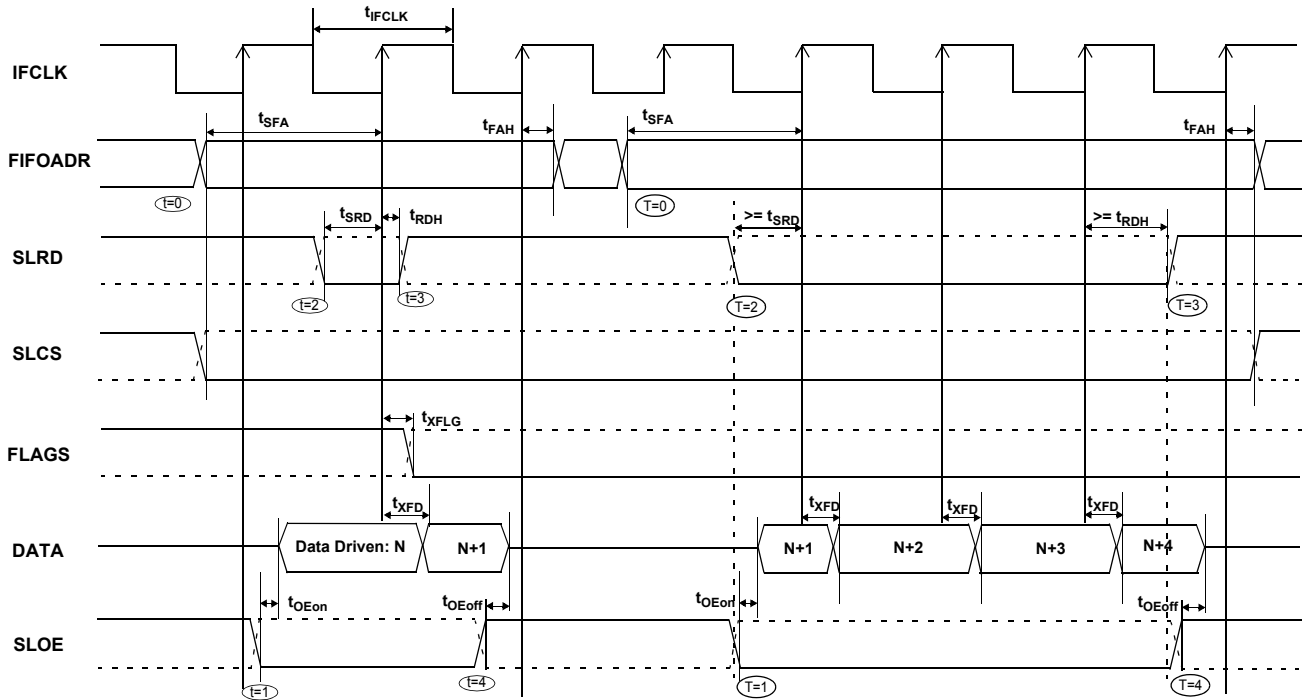 tIFCLK
IFCLK
tSFA
tFAH
tSFA
tFAH
FIFOADR
t=0
T=0
tSRD
tRDH
>= tSRD
>= tRDH
SLRD
t=2
t=3
T=2
T=3
SLCS
tXFLG
FLAGS
tXFD
tXFD
tXFD
tXFD
DATA
Data Driven: N
N+1
N+1
N+2
N+3
N+4
tOEon
tOEoff
tOEon
tOEoff
SLOE
t=1
t=4
T=1
T=4